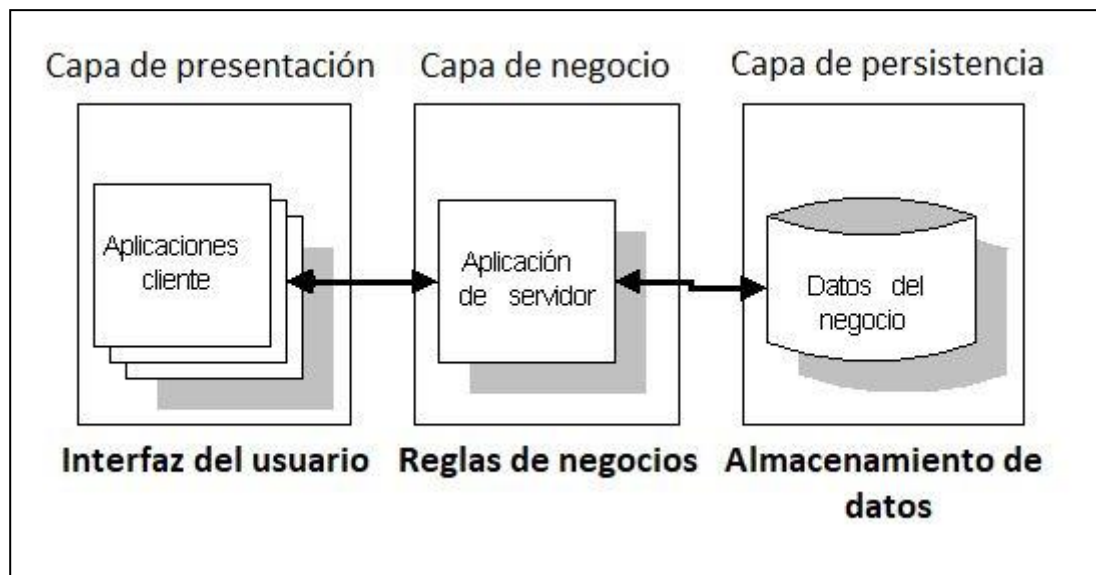 Capa de presentación
Capa de negocio
Capa de persistencia
Aplicaciones
cliente
Aplicación
de servidor
Datos del
negocio
Interfaz del usuario
Reglas de negocios
Almacenamiento de
datos